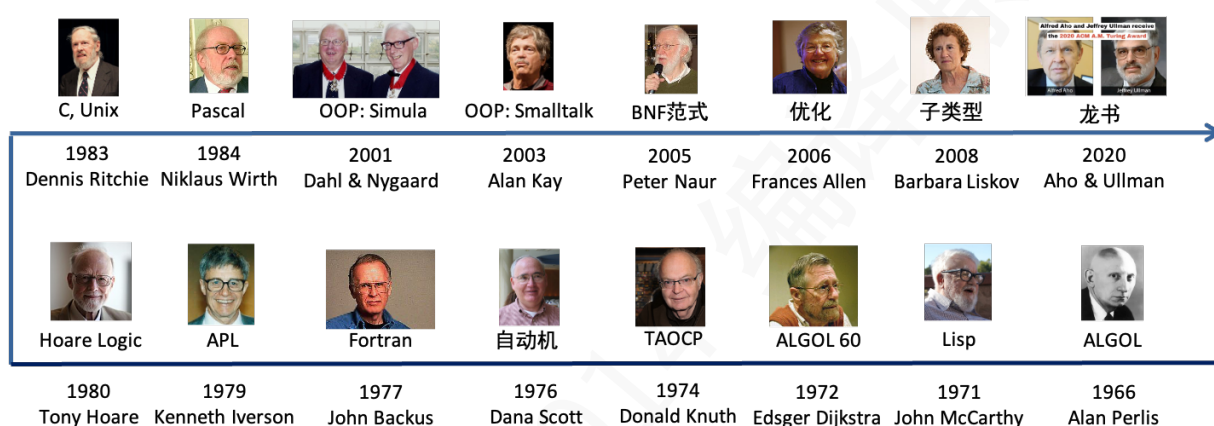 Alfred Aho and Jeffrey Ullman receive
the 2020 ACM A.M. Turing Award
Alfred Aho Jeffrey Ullman
C, Unix Pascal OOP: Simula OOP: Smalltalk BNF范式 优化 子类型 龙书
1983 1984 2001 2003 2005 2006 2008 2020
Dennis Ritchie Niklaus Wirth Dahl & Nygaard Alan Kay Peter Naur Frances Allen Barbara Liskov Aho & Ullman
Hoare Logic APL Fortran 自动机 TAOCP ALGOL 60 Lisp ALGOL
1980 1979 1977 1976 1974 1972 1971 1966
Tony Hoare Kenneth Iverson John Backus Dana Scott Donald Knuth Edsger Dijkstra John McCarthy Alan Perlis